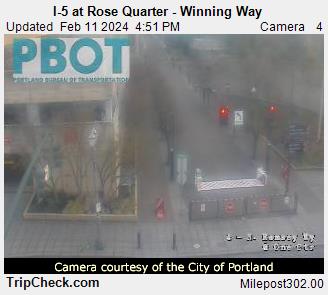 I-5 at Rose Quarter - Winning Way
Updated Feb 11 2024 4:51 PM Camera 4
PBOT
PORTLAND BUREAU OF TRANSPORTATION
Camera courtesy of the City of Portland
TripCheck.com Milepost302.00